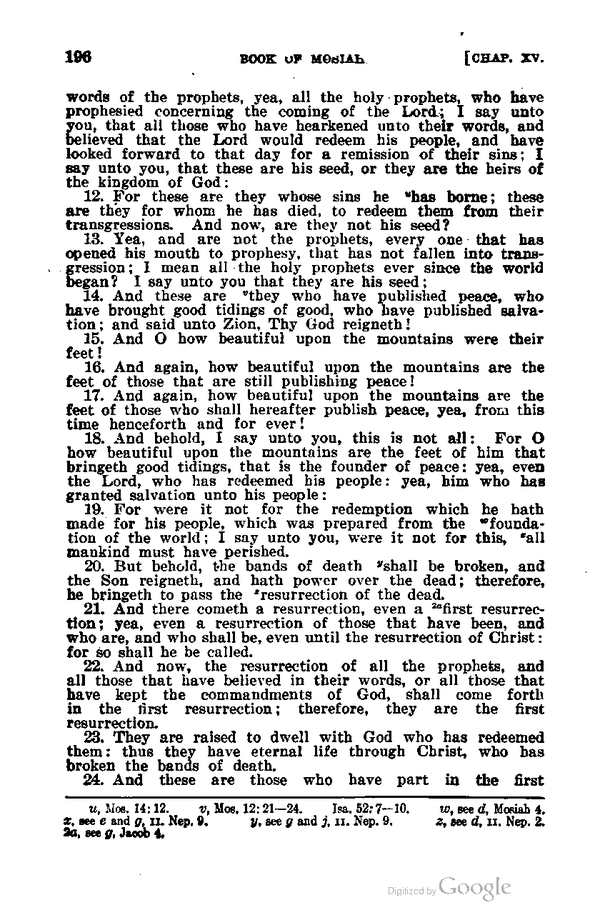 196 BOOK OF MOSIAH. [CHAP. XV.
words of the prophets, yea, all the holy prophets, who have
prophesied concerning the coming of the Lord; I say unto
you, that all those who have hearkened unto their words, and
believed that the Lord would redeem his people, and have
looked forward to that day for a remission of their sins; I
say unto you, that these are his seed, or they are the heirs of
the kingdom of God:
12. For these are they whose sins he ᵘhas borne; these
are they for whom he has died, to redeem them from their
transgressions. And now, are they not his seed?
13. Yea, and are not the prophets, every one that has
opened his mouth to prophesy, that has not fallen into trans-
gression; I mean all the holy prophets ever since the world
began? I say unto you that they are his seed;
14. And these are ᵛthey who have published peace, who
have brought good tidings of good, who have published salva-
tion; and said unto Zion, Thy God reigneth!
15. And O how beautiful upon the mountains were their
feet!
16. And again, how beautiful upon the mountains are the
feet of those that are still publishing peace!
17. And again, how beautiful upon the mountains are the
feet of those who shall hereafter publish peace, yea, from this
time henceforth and for ever!
18. And behold, I say unto you, this is not all: For O
how beautiful upon the mountains are the feet of him that
bringeth good tidings, that is the founder of peace: yea, even
the Lord, who has redeemed his people: yea, him who has
granted salvation unto his people:
19. For were it not for the redemption which he hath
made for his people, which was prepared from the ʷfounda-
tion of the world; I say unto you, were it not for this, ˣall
mankind must have perished.
20. But behold, the bands of death ʸshall be broken, and
the Son reigneth, and hath power over the dead; therefore,
he bringeth to pass the ᶻresurrection of the dead.
21. And there cometh a resurrection, even a ²ᵃfirst resurrec-
tion; yea, even a resurrection of those that have been, and
who are, and who shall be, even until the resurrection of Christ:
for so shall he be called.
22. And now, the resurrection of all the prophets, and
all those that have believed in their words, or all those that
have kept the commandments of God, shall come forth
in the first resurrection; therefore, they are the first
resurrection.
23. They are raised to dwell with God who has redeemed
them: thus they have eternal life through Christ, who has
broken the bands of death.
24. And these are those who have part in the first
u, Mos. 14:12. v, Mos. 12:21—24. Isa. 52:7—10. w, see d, Mosiah 4.
x, see e and g, II. Nep. 9. y, see g and j, II. Nep. 9. z, see d, II. Nep. 2.
2a, see g, Jacob 4.
Digitized by Google